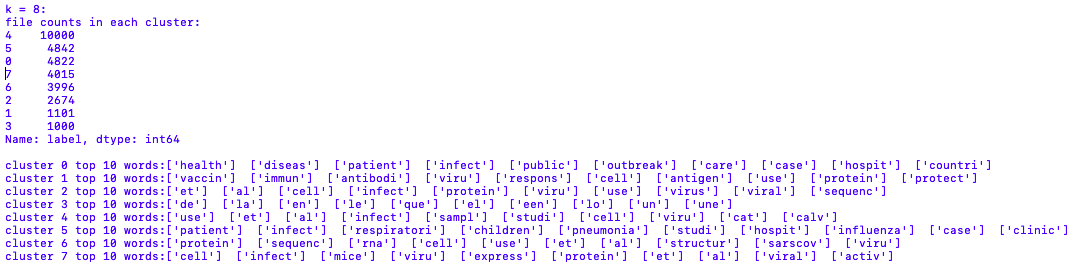 k = 8:
file counts in each cluster:
4    10000
5     4842
0     4822
7     4015
6     3996
2     2674
1     1101
3     1000
Name: label, dtype: int64

cluster 0 top 10 words:['health']  ['diseas']  ['patient']  ['infect']  ['public']  ['outbreak']  ['care']  ['case']  ['hospit']  ['countri']
cluster 1 top 10 words:['vaccin']  ['immun']  ['antibodi']  ['viru']  ['respons']  ['cell']  ['antigen']  ['use']  ['protein']  ['protect']
cluster 2 top 10 words:['et']  ['al']  ['cell']  ['infect']  ['protein']  ['viru']  ['use']  ['virus']  ['viral']  ['sequenc']
cluster 3 top 10 words:['de']  ['la']  ['en']  ['le']  ['que']  ['el']  ['een']  ['lo']  ['un']  ['une']
cluster 4 top 10 words:['use']  ['et']  ['al']  ['infect']  ['sampl']  ['studi']  ['cell']  ['viru']  ['cat']  ['calv']
cluster 5 top 10 words:['patient']  ['infect']  ['respiratori']  ['children']  ['pneumonia']  ['studi']  ['hospit']  ['influenza']  ['case']  ['clinic']
cluster 6 top 10 words:['protein']  ['sequenc']  ['rna']  ['cell']  ['use']  ['et']  ['al']  ['structur']  ['sarscov']  ['viru']
cluster 7 top 10 words:['cell']  ['infect']  ['mice']  ['viru']  ['express']  ['protein']  ['et']  ['al']  ['viral']  ['activ']